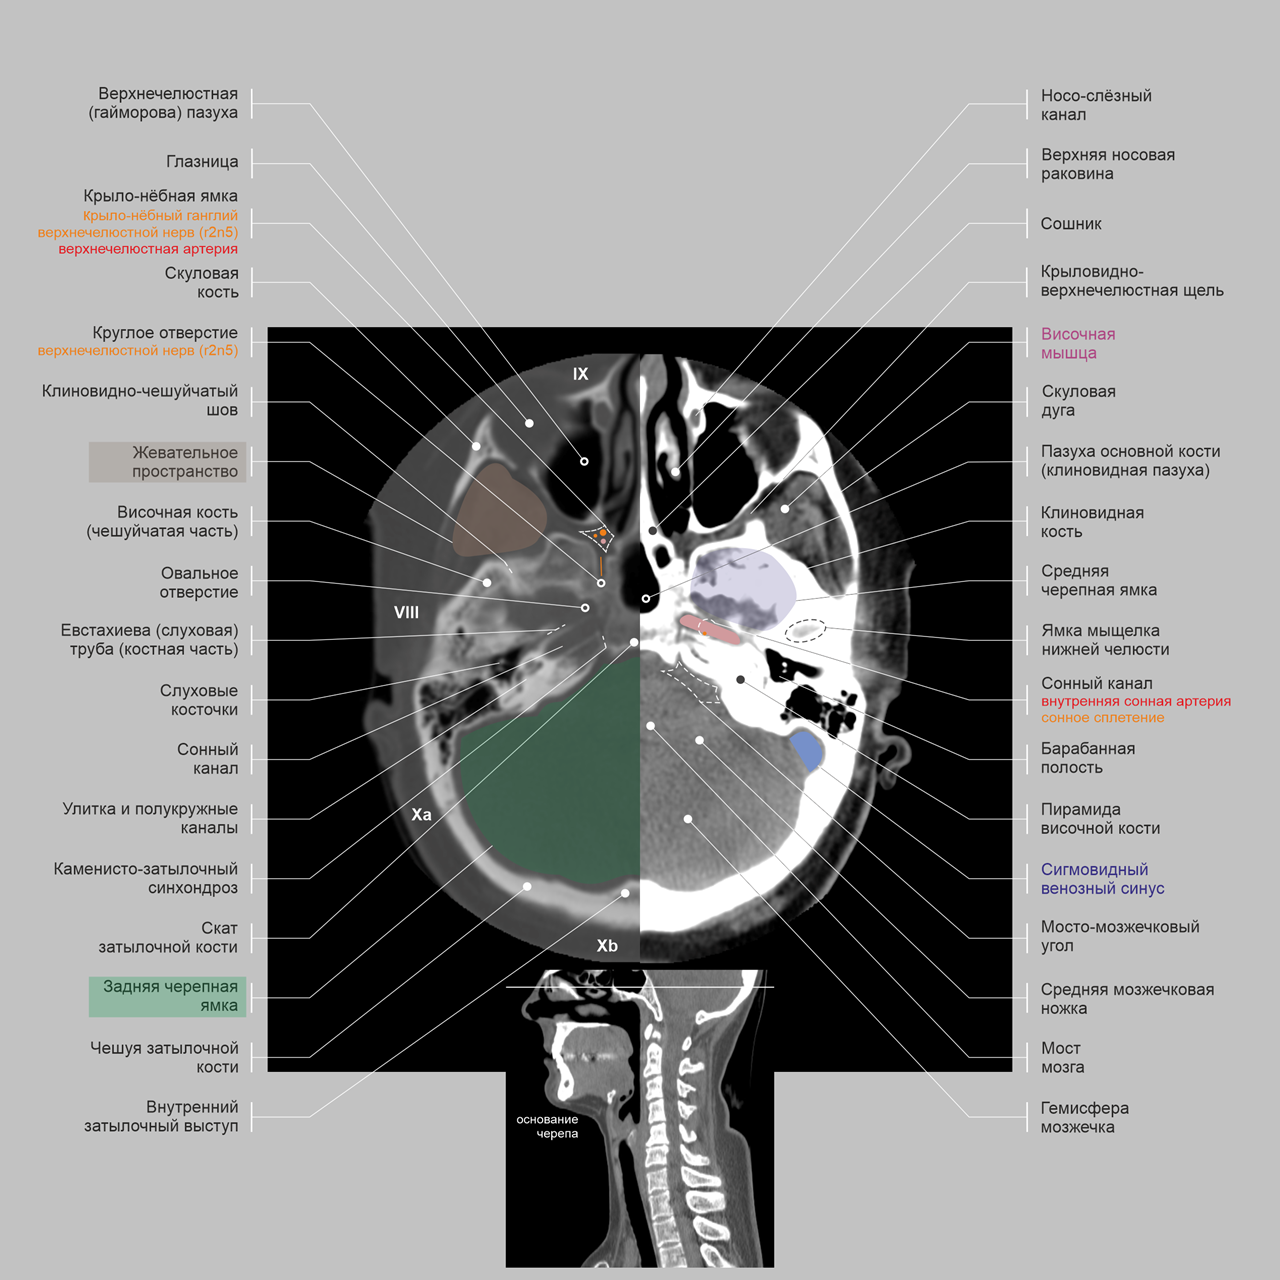 Верхнечелюстная
(гайморова) пазуха
Глазница
Крыло-нёбная ямка
Крыло-нёбный ганглий
верхнечелюстной нерв (r2n5)
верхнечелюстная артерия
Скуловая
кость
Круглое отверстие
верхнечелюстной нерв (r2n5)
Клиновидно-чешуйчатый
шов
Жевательное
пространство
Височная кость
(чешуйчатая часть)
Овальное
отверстие
Евстахиева (слуховая)
труба (костная часть)
Слуховые
косточки
Сонный
канал
Улитка и полукружные
каналы
Каменисто-затылочный
синхондроз
Скат
затылочной кости
Задняя черепная
ямка
Чешуя затылочной
кости
Внутренний
затылочный выступ
IX
VIII
Xa
Xb
основание
черепа
Носо-слёзный
канал
Верхняя носовая
раковина
Сошник
Крыловидно-
верхнечелюстная щель
Височная
мышца
Скуловая
дуга
Пазуха основной кости
(клиновидная пазуха)
Клиновидная
кость
Средняя
черепная ямка
Ямка мыщелка
нижней челюсти
Сонный канал
внутренняя сонная артерия
сонное сплетение
Барабанная
полость
Пирамида
височной кости
Сигмовидный
венозный синус
Мосто-мозжечковый
угол
Средняя мозжечковая
ножка
Мост
мозга
Гемисфера
мозжечка